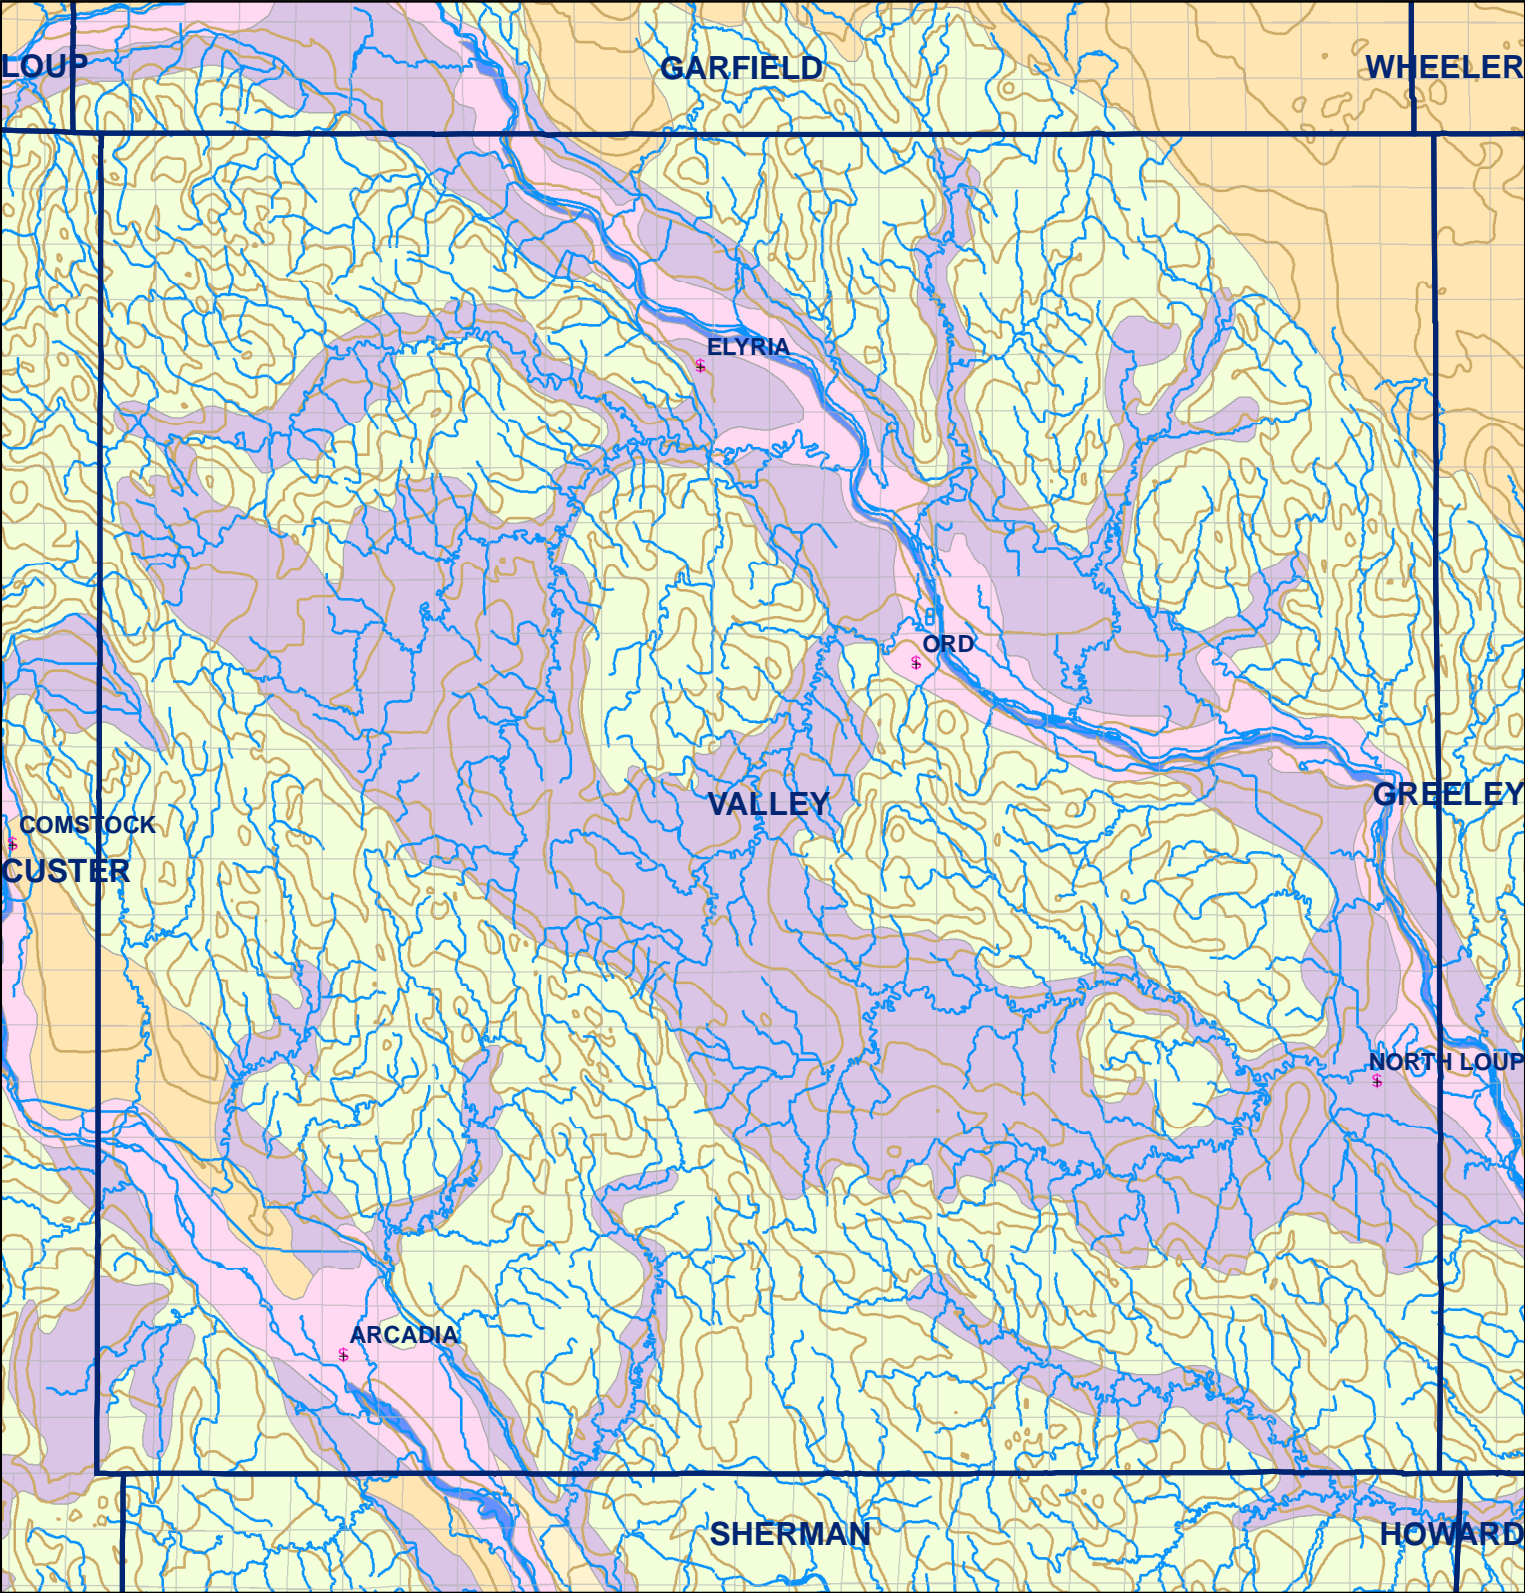 LOUP
GARFIELD
WHEELER
ELYRIA
ORD
VALLEY
GREELEY
COMSTOCK
CUSTER
NORTH LOUP
ARCADIA
SHERMAN
HOWARD